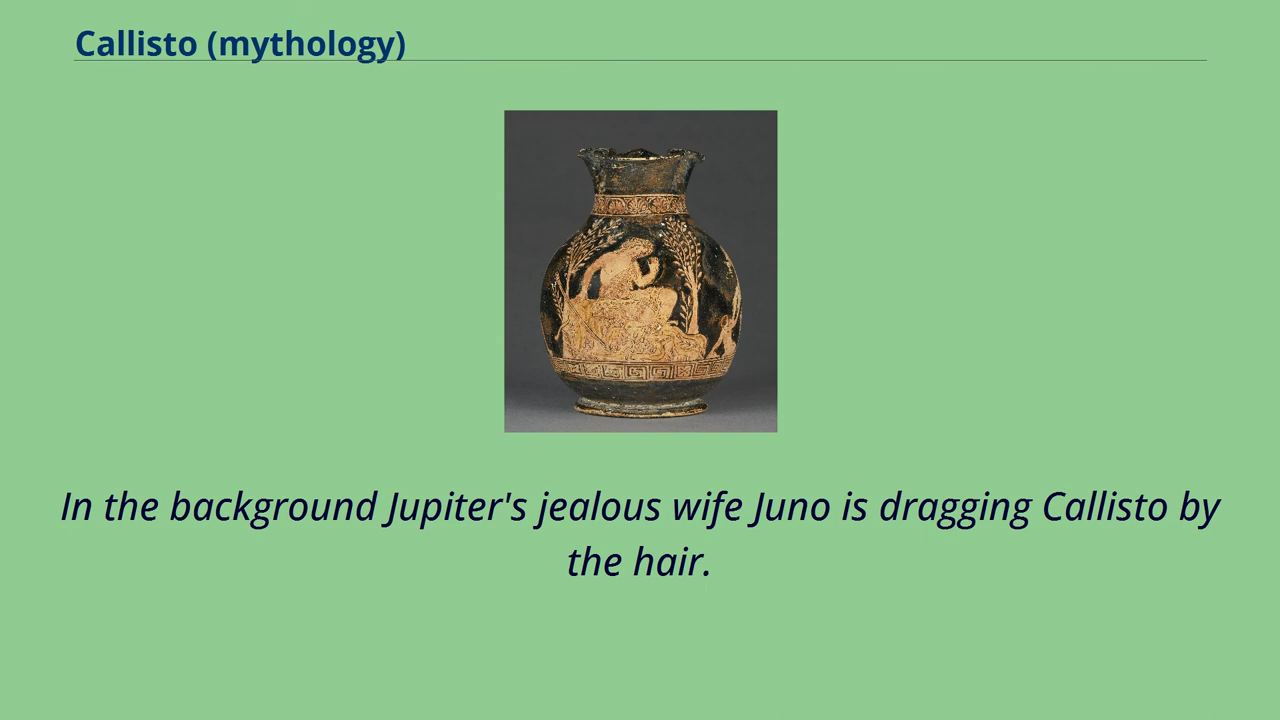 Callisto (mythology)
In the background Jupiter's jealous wife Juno is dragging Callisto by
the hair.